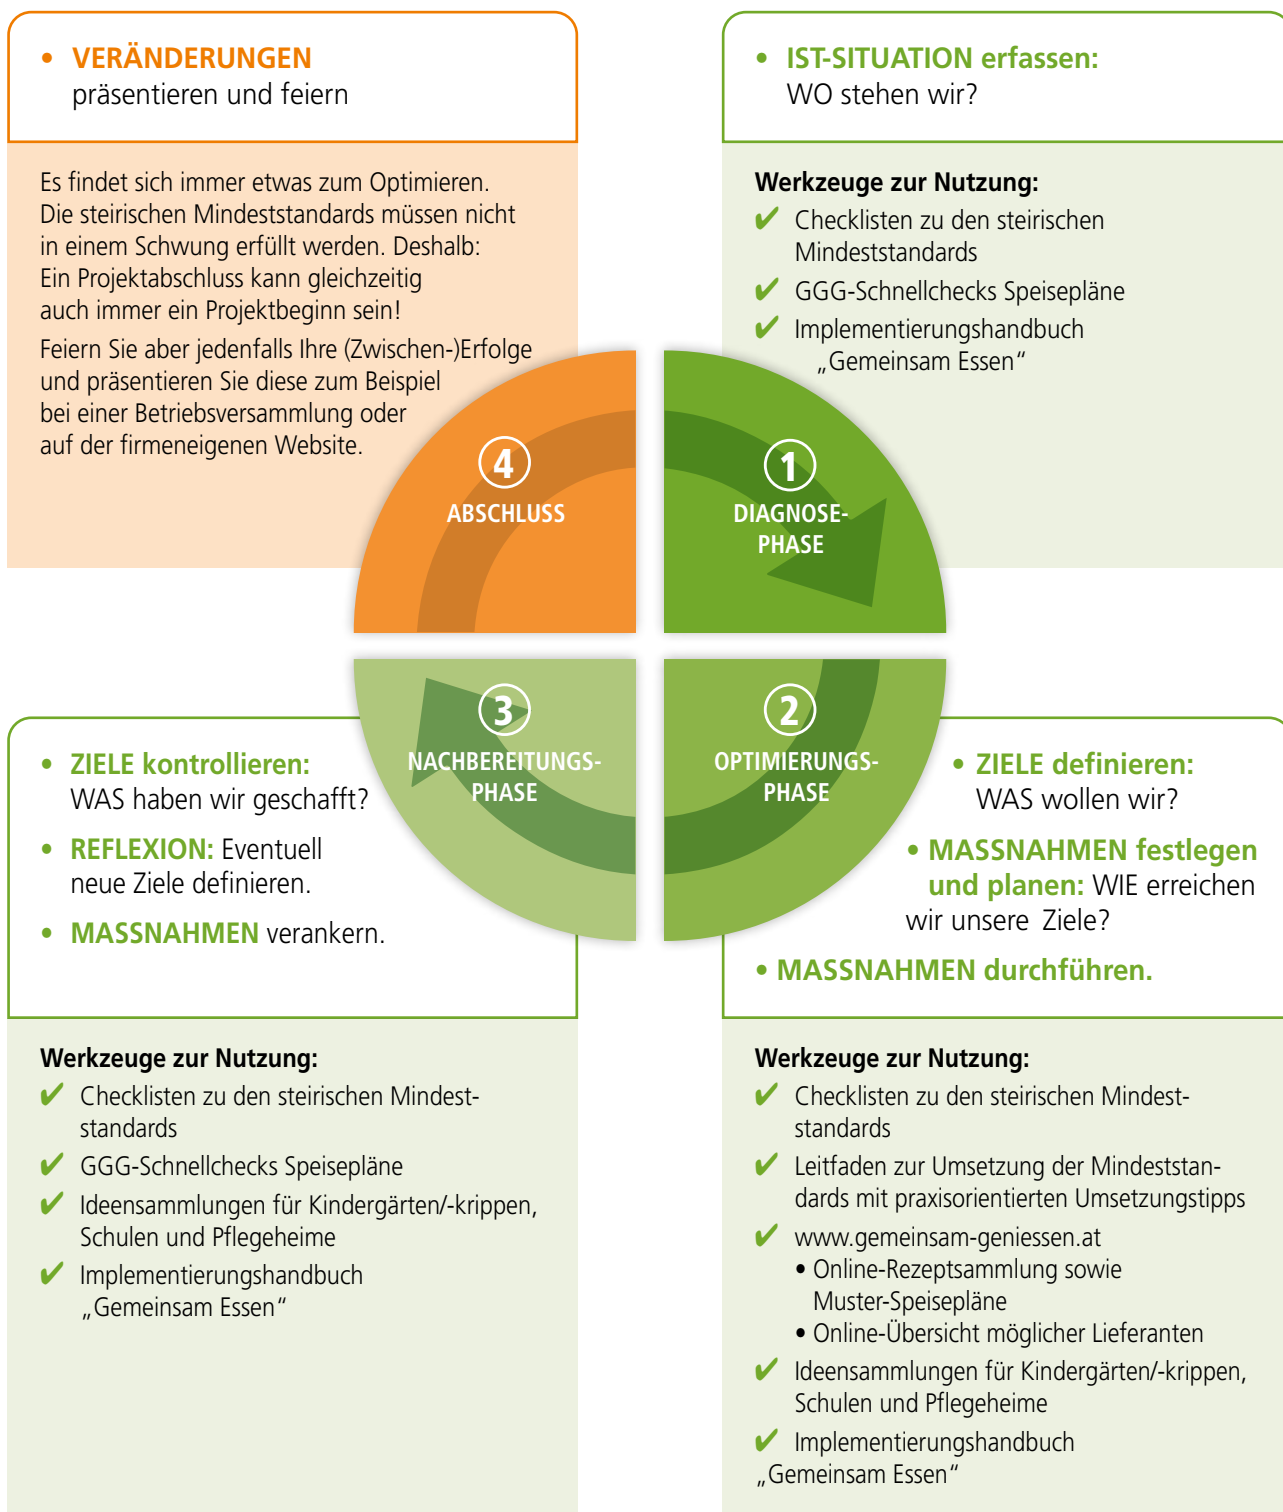 • VERÄNDERUNGEN
präsentieren und feiern
Es findet sich immer etwas zum Optimieren.
Die steirischen Mindeststandards müssen nicht
in einem Schwung erfüllt werden. Deshalb:
Ein Projektabschluss kann gleichzeitig
auch immer ein Projektbeginn sein!
Feiern Sie aber jedenfalls Ihre (Zwischen-)Erfolge
und präsentieren Sie diese zum Beispiel
bei einer Betriebsversammlung oder
auf der firmeneigenen Website.
• IST-SITUATION erfassen:
WO stehen wir?
Werkzeuge zur Nutzung:
✔ Checklisten zu den steirischen
Mindeststandards
✔ GGG-Schnellchecks Speisepläne
✔ Implementierungshandbuch
„Gemeinsam Essen“
4
ABSCHLUSS
1
DIAGNOSE-
PHASE
3
NACHBEREITUNGS-
PHASE
2
OPTIMIERUNGS-
PHASE
• ZIELE kontrollieren:
WAS haben wir geschafft?
• REFLEXION: Eventuell
neue Ziele definieren.
• MASSNAHMEN verankern.
Werkzeuge zur Nutzung:
✔ Checklisten zu den steirischen Mindest-
standards
✔ GGG-Schnellchecks Speisepläne
✔ Ideensammlungen für Kindergärten/-krippen,
Schulen und Pflegeheime
✔ Implementierungshandbuch
„Gemeinsam Essen“
• ZIELE definieren:
WAS wollen wir?
• MASSNAHMEN festlegen
und planen: WIE erreichen
wir unsere Ziele?
• MASSNAHMEN durchführen.
Werkzeuge zur Nutzung:
✔ Checklisten zu den steirischen Mindest-
standards
✔ Leitfaden zur Umsetzung der Mindeststan-
dards mit praxisorientierten Umsetzungstipps
✔ www.gemeinsam-geniessen.at
• Online-Rezeptsammlung sowie
Muster-Speisepläne
• Online-Übersicht möglicher Lieferanten
✔ Ideensammlungen für Kindergärten/-krippen,
Schulen und Pflegeheime
✔ Implementierungshandbuch
„Gemeinsam Essen“